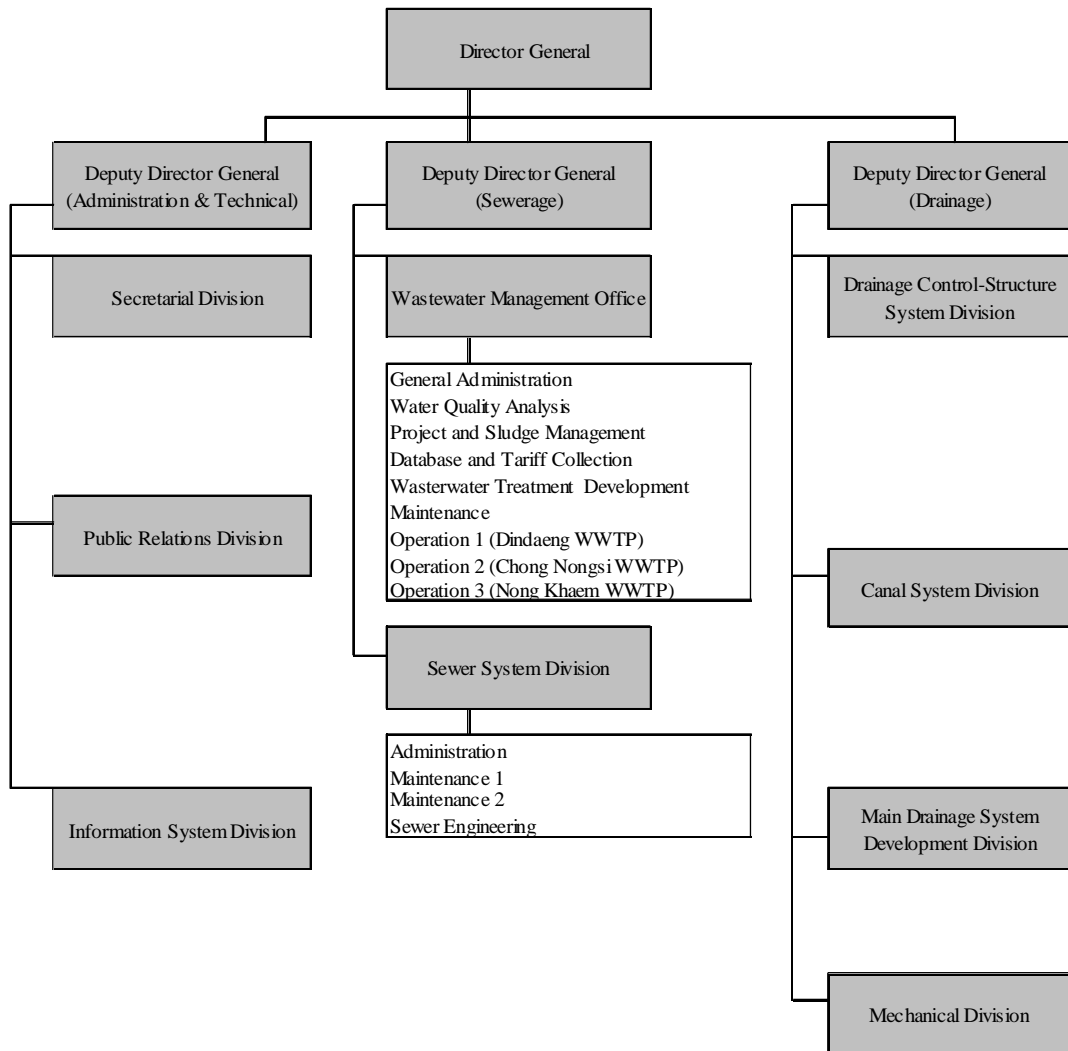 Director General
Deputy Director General
(Administration & Technical)
Secretarial Division
Public Relations Division
Information System Division
Deputy Director General
(Sewerage)
Wastewater Management Office
General Administration
Water Quality Analysis
Project and Sludge Management
Database and Tariff Collection
Wasterwater Treatment Development
Maintenance
Operation 1 (Dindaeng WWTP)
Operation 2 (Chong Nongsi WWTP)
Operation 3 (Nong Khaem WWTP)
Sewer System Division
Administration
Maintenance 1
Maintenance 2
Sewer Engineering
Deputy Director General
(Drainage)
Drainage Control-Structure
System Division
Canal System Division
Main Drainage System
Development Division
Mechanical Division